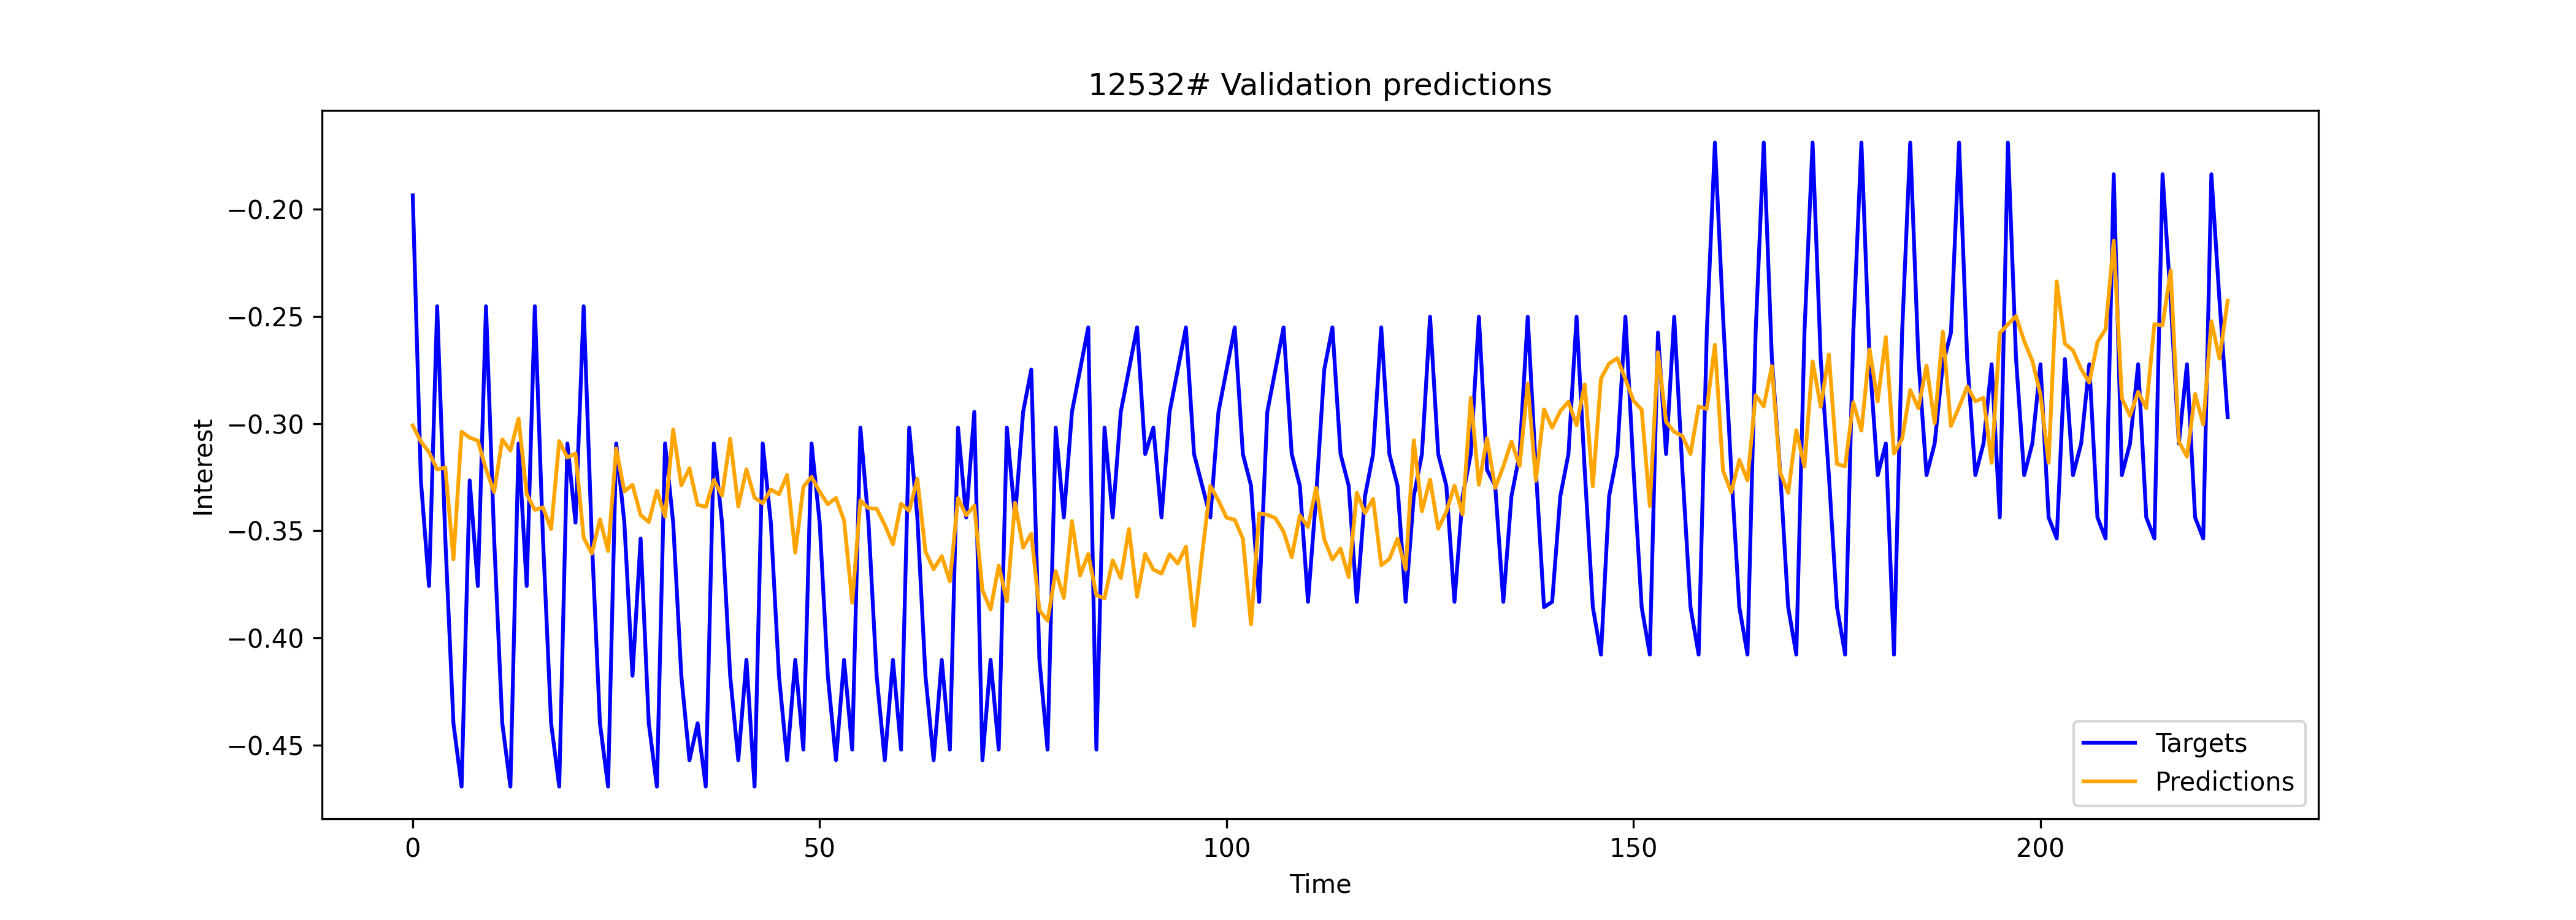 12532# Validation predictions
Interest
−0.20
−0.25
−0.30
−0.35
−0.40
−0.45
0
50
100
150
200
Time
Targets
Predictions